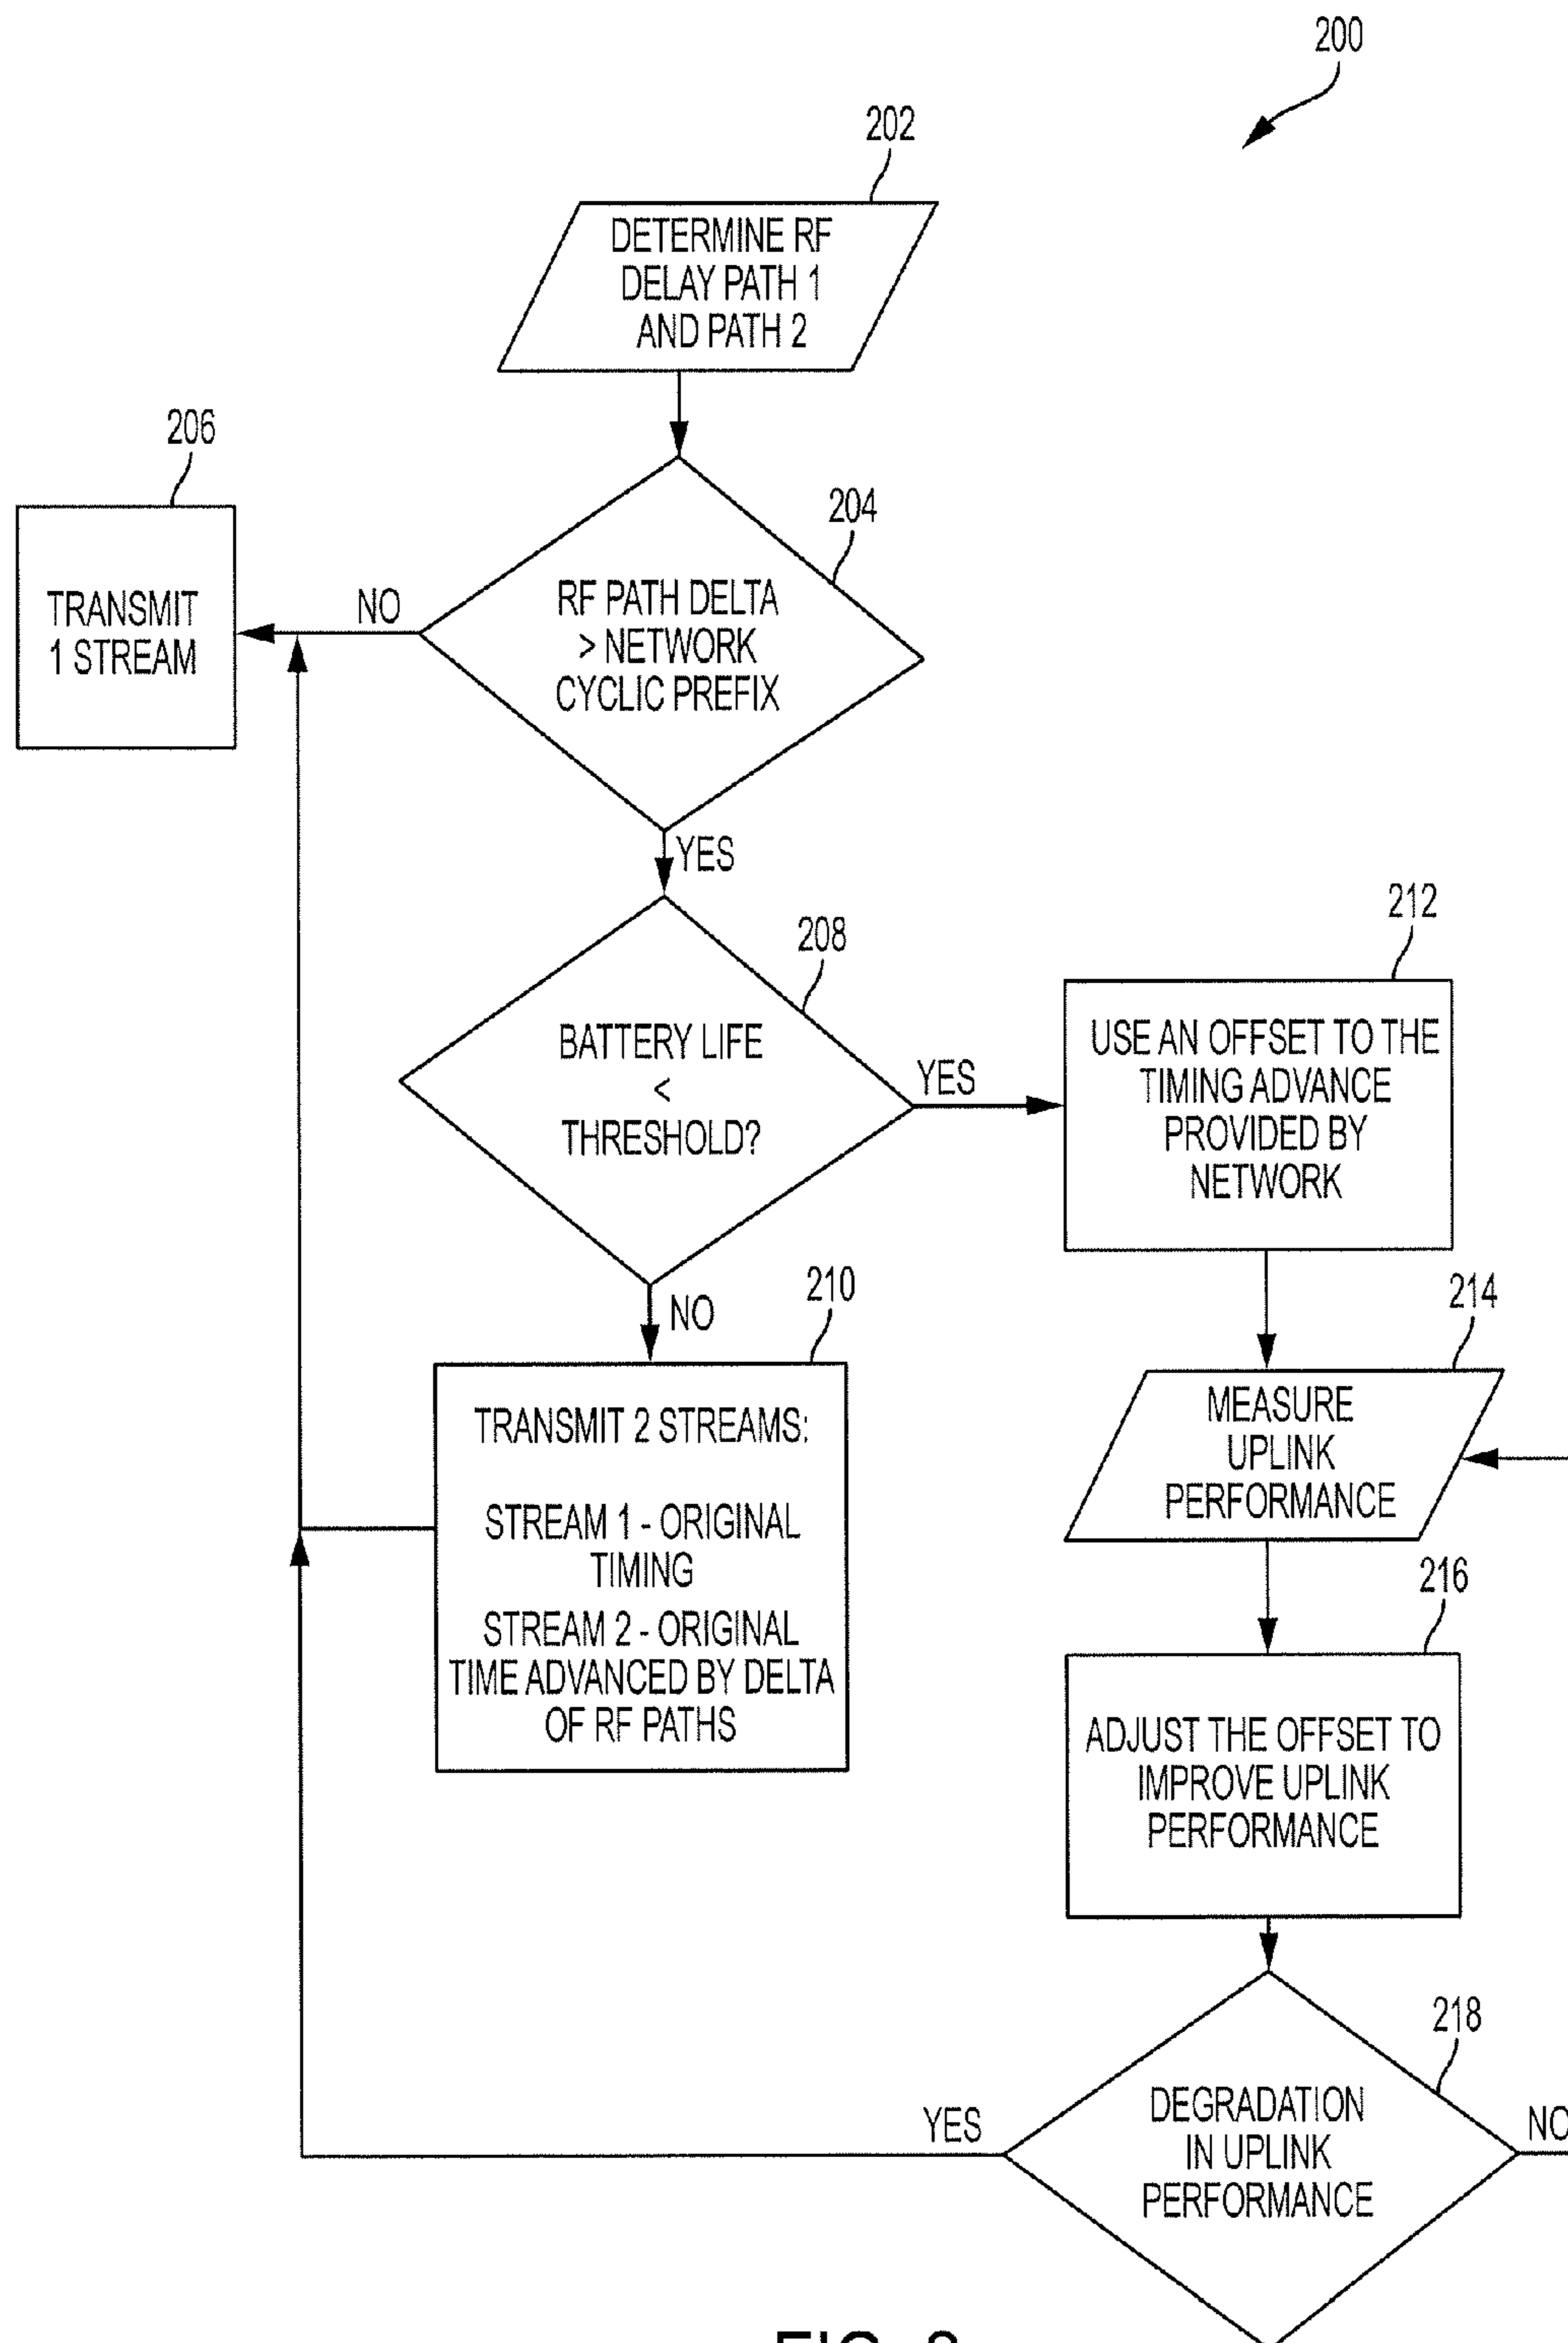 200
202
DETERMINE RF
DELAY PATH 1
AND PATH 2
206
TRANSMIT
1 STREAM
NO
204
RF PATH DELTA
> NETWORK
CYCLIC PREFIX
YES
208
BATTERY LIFE
<
THRESHOLD?
YES
212
USE AN OFFSET TO THE
TIMING ADVANCE
PROVIDED BY
NETWORK
NO
210
TRANSMIT 2 STREAMS:
STREAM 1 - ORIGINAL
TIMING
STREAM 2 - ORIGINAL
TIME ADVANCED BY DELTA
OF RF PATHS
214
MEASURE
UPLINK
PERFORMANCE
216
ADJUST THE OFFSET TO
IMPROVE UPLINK
PERFORMANCE
218
DEGRADATION
IN UPLINK
PERFORMANCE
YES
NO